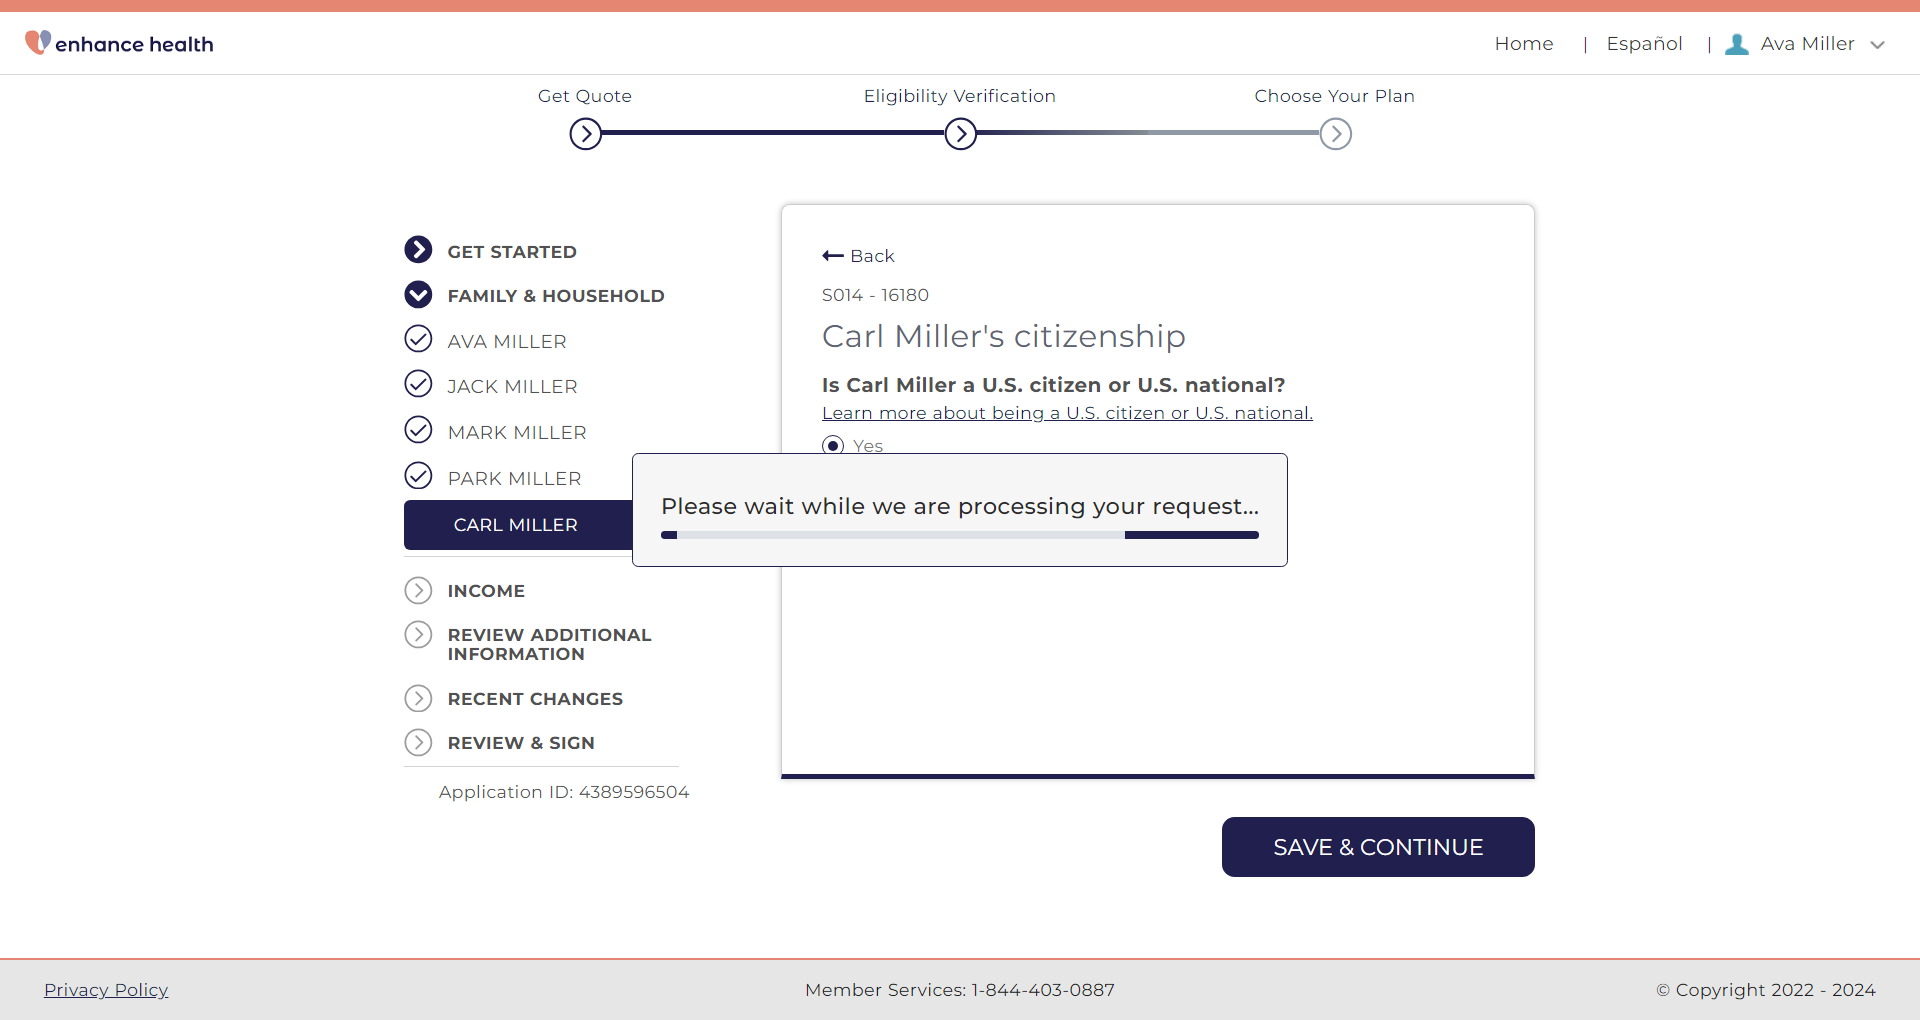 enhance health
Home | Español | Ava Miller
Get Quote
Eligibility Verification
Choose Your Plan
GET STARTED
FAMILY & HOUSEHOLD
AVA MILLER
JACK MILLER
MARK MILLER
PARK MILLER
CARL MILLER
INCOME
REVIEW ADDITIONAL
INFORMATION
RECENT CHANGES
REVIEW & SIGN
Application ID: 4389596504
Back
S014 - 16180
Carl Miller's citizenship
Is Carl Miller a U.S. citizen or U.S. national?
Learn more about being a U.S. citizen or U.S. national.
Yes
Please wait while we are processing your request...
SAVE & CONTINUE
Privacy Policy
Member Services: 1-844-403-0887
© Copyright 2022 - 2024